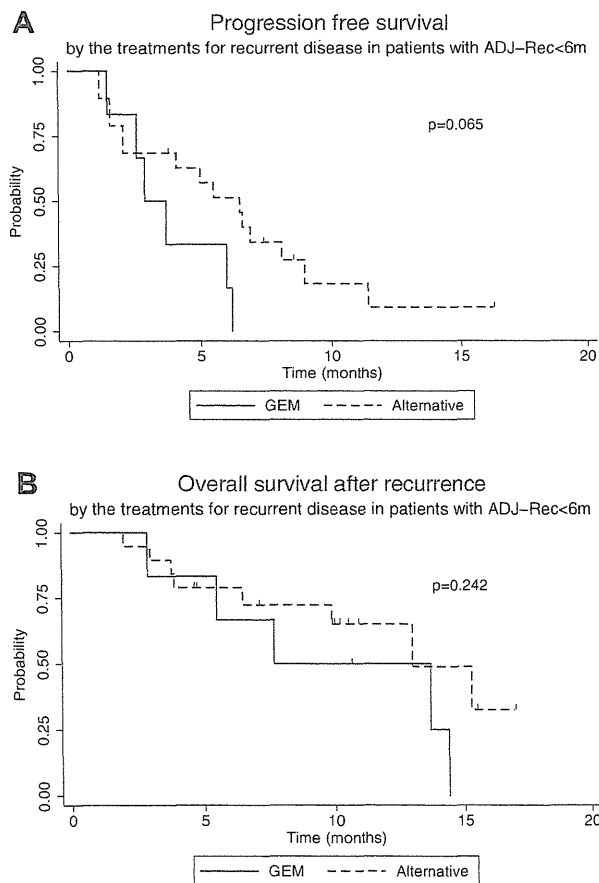 A
Progression free survival
by the treatments for recurrent disease in patients with ADJ–Rec<6m
1.00
0.75
0.50
0.25
0.00
Probability
p=0.065
0 5 10 15 20
Time (months)
GEM Alternative
B
Overall survival after recurrence
by the treatments for recurrent disease in patients with ADJ–Rec<6m
1.00
0.75
0.50
0.25
0.00
Probability
p=0.242
0 5 10 15 20
Time (months)
GEM Alternative